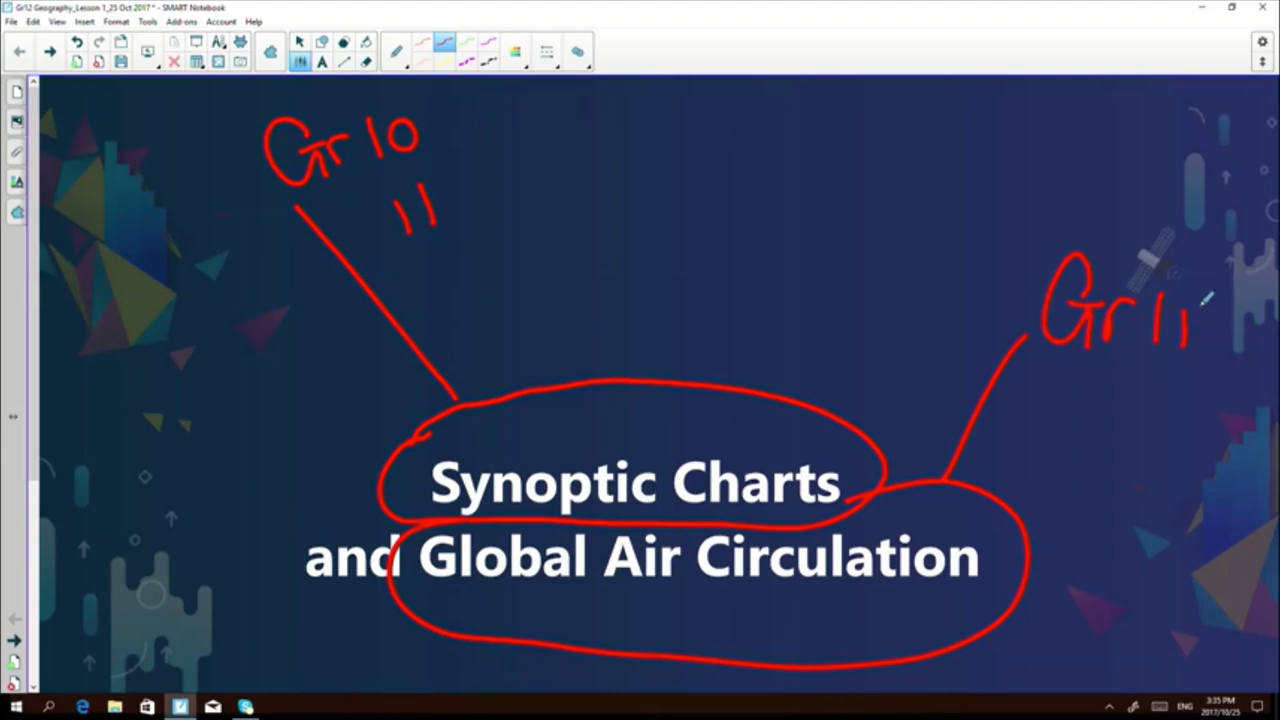 Gr12 Geography_Lesson 1_25 Oct 2017 * - SMART Notebook
File Edit View Insert Format Tools Add-ons Account Help
Gr 10
11
Gr 11
Synoptic Charts
and Global Air Circulation
ENG
3:35 PM
2017/10/25